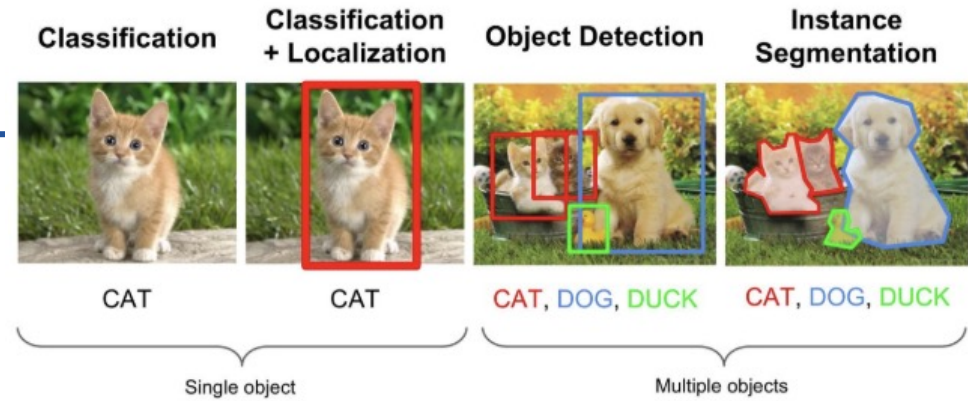 Classification
Classification
+ Localization
Object Detection
Instance
Segmentation
CAT
CAT
CAT, DOG, DUCK
CAT, DOG, DUCK
Single object
Multiple objects